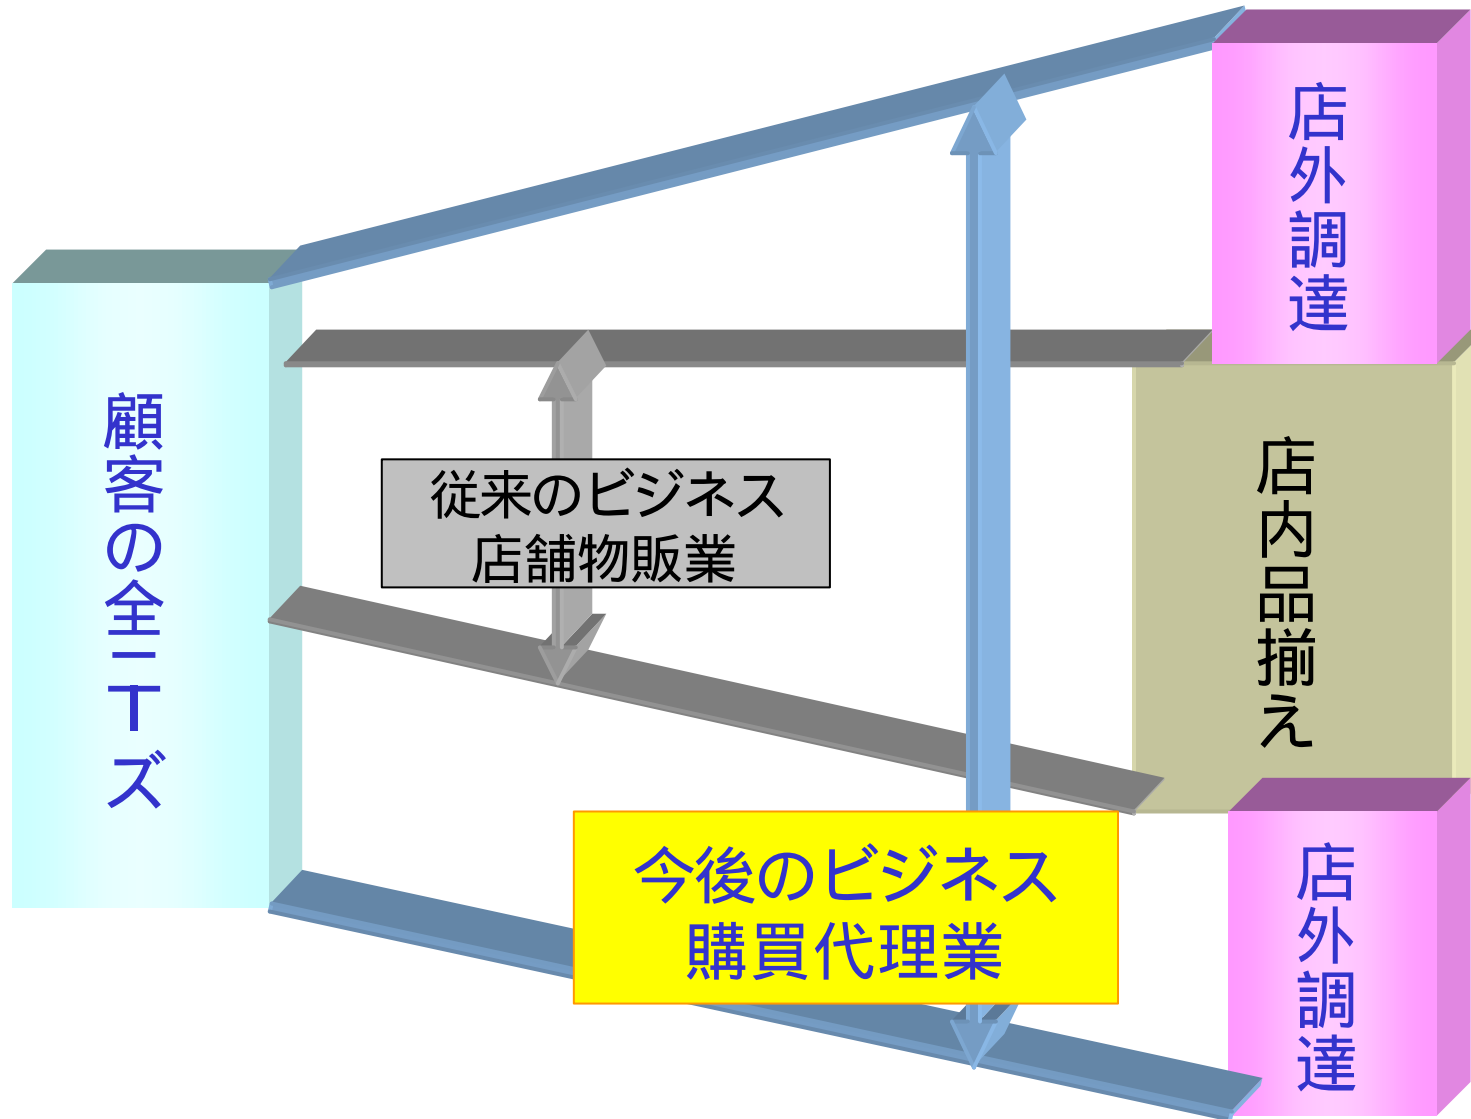 顧客の全ニーズ
店外調達
従来のビジネス
店舗物販業
店内品揃え
今後のビジネス
購買代理業
店外調達